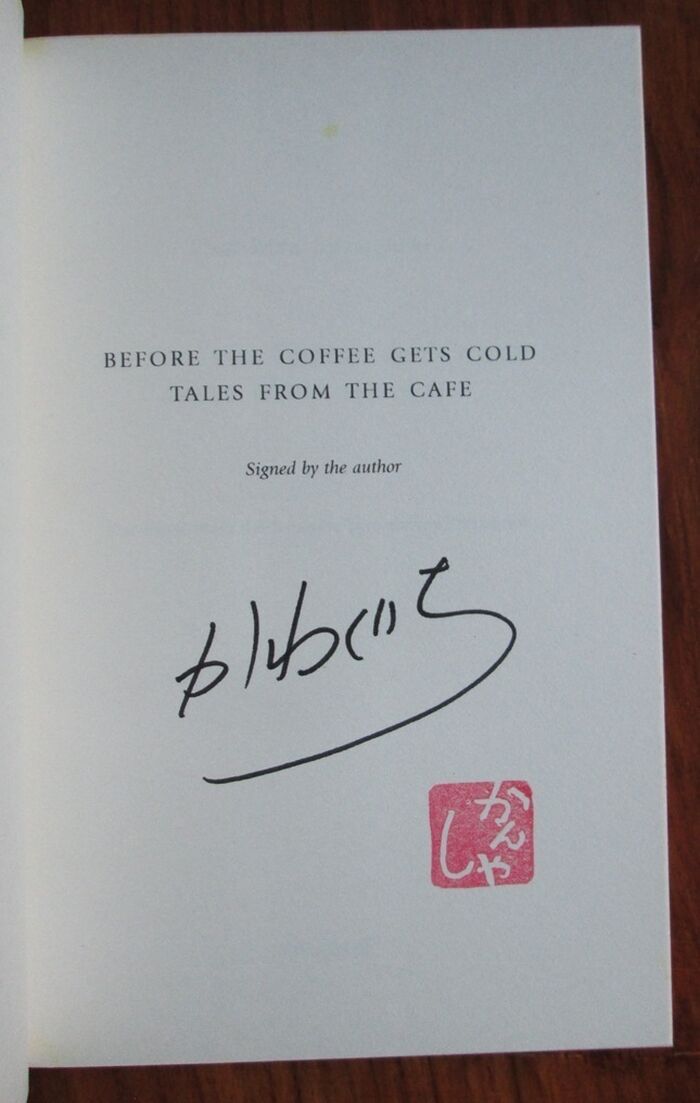 BEFORE THE COFFEE GETS COLD
TALES FROM THE CAFE
Signed by the author
かわぐち
かん
しゃ